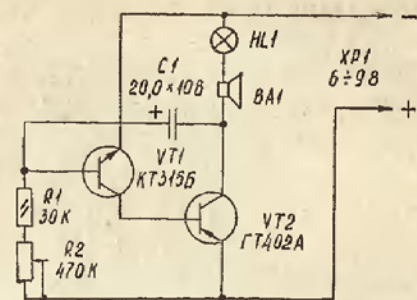 HL1
C1
20,0×10В
+
BA1
XP1
6÷9В
−
+
VT1
КТ315Б
R1
30К
R2
470К
VT2
ГТ402А